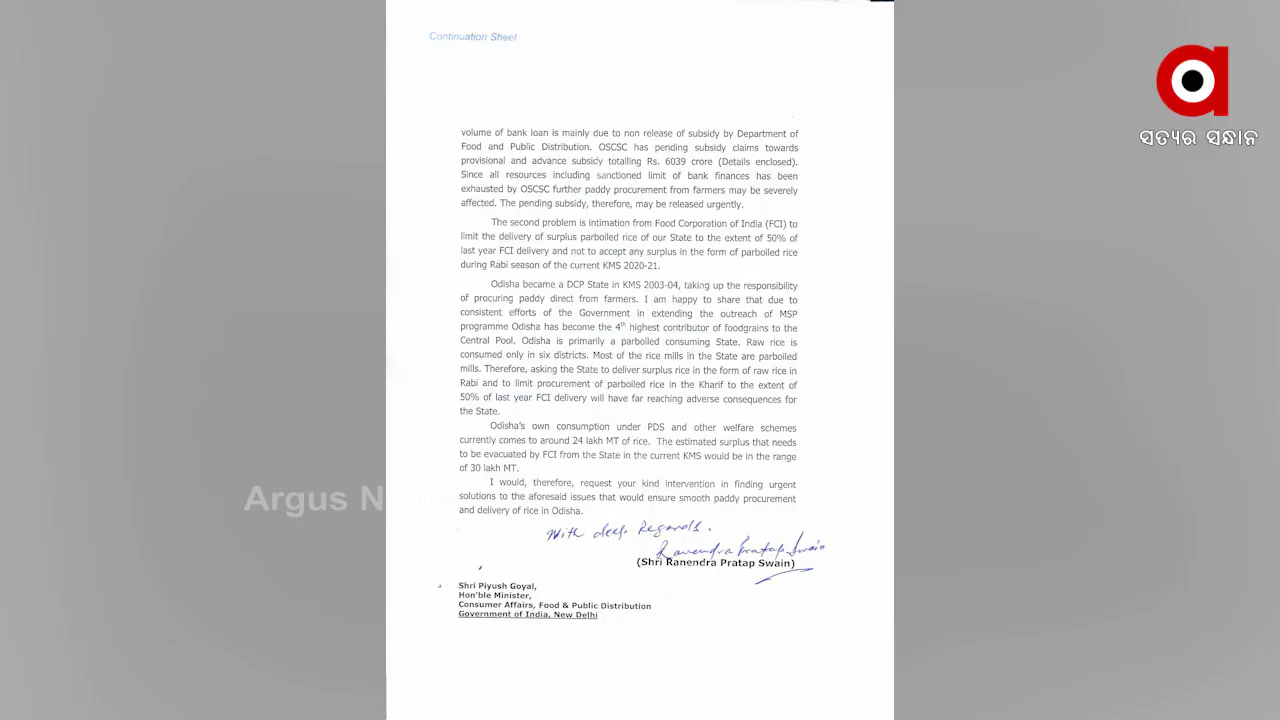 Continuation Sheet
volume of bank loan is mainly due to non release of subsidy by Department of
Food and Public Distribution. OSCSC has pending subsidy claims towards
provisional and advance subsidy totalling Rs. 6039 crore (Details enclosed).
Since all resources including sanctioned limit of bank finances has been
exhausted by OSCSC further paddy procurement from farmers may be severely
affected. The pending subsidy, therefore, may be released urgently.
The second problem is intimation from Food Corporation of India (FCI) to
limit the delivery of surplus parboiled rice of our State to the extent of 50% of
last year FCI delivery and not to accept any surplus in the form of parboiled rice
during Rabi season of the current KMS 2020-21.
Odisha became a DCP State in KMS 2003-04, taking up the responsibility
of procuring paddy direct from farmers. I am happy to share that due to
consistent efforts of the Government in extending the outreach of MSP
programme Odisha has become the 4th highest contributor of foodgrains to the
Central Pool. Odisha is primarily a parboiled consuming State. Raw rice is
consumed only in six districts. Most of the rice mills in the State are parboiled
mills. Therefore, asking the State to deliver surplus rice in the form of raw rice in
Rabi and to limit procurement of parboiled rice in the Kharif to the extent of
50% of last year FCI delivery will have far reaching adverse consequences for
the State.
Odisha's own consumption under PDS and other welfare schemes
currently comes to around 24 lakh MT of rice. The estimated surplus that needs
to be evacuated by FCI from the State in the current KMS would be in the range
of 30 lakh MT.
I would, therefore, request your kind intervention in finding urgent
solutions to the aforesaid issues that would ensure smooth paddy procurement
and delivery of rice in Odisha.
With deep Regards.
Ranendra Pratap Swain
(Shri Ranendra Pratap Swain)
Shri Piyush Goyal,
Hon'ble Minister,
Consumer Affairs, Food & Public Distribution
Government of India, New Delhi
Argus News
a
ସତ୍ୟର ସନ୍ଧାନ